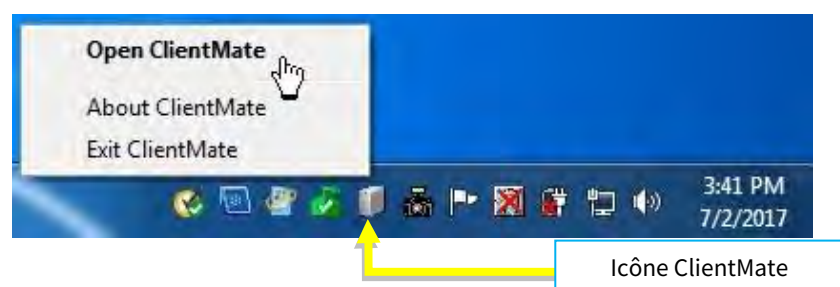 Open ClientMate
About ClientMate
Exit ClientMate
3:41 PM
7/2/2017
Icône ClientMate